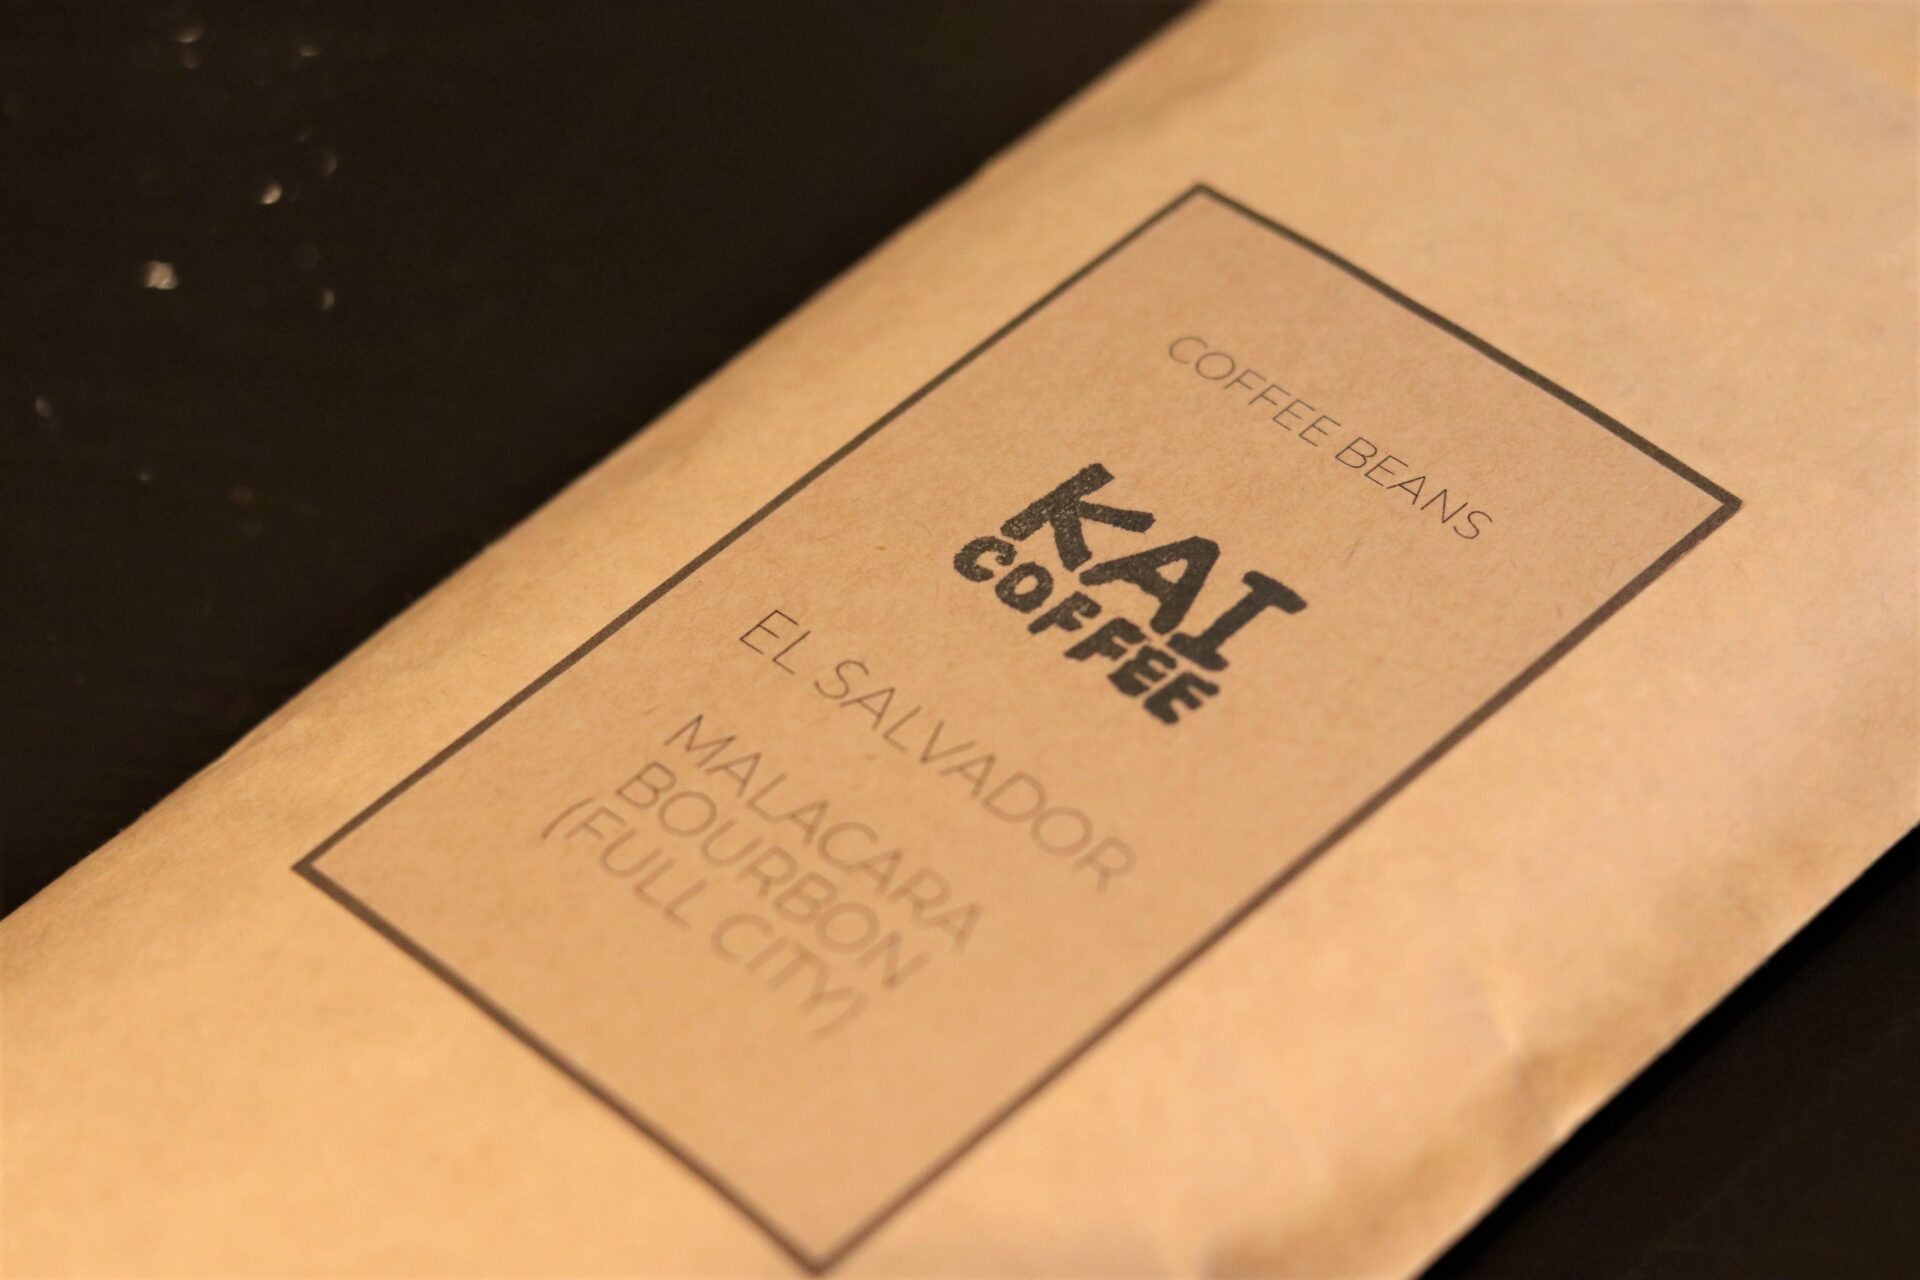 COFFEE BEANS
KAI
COFFEE
EL SALVADOR
MALACARA
BOURBON
(FULL CITY)